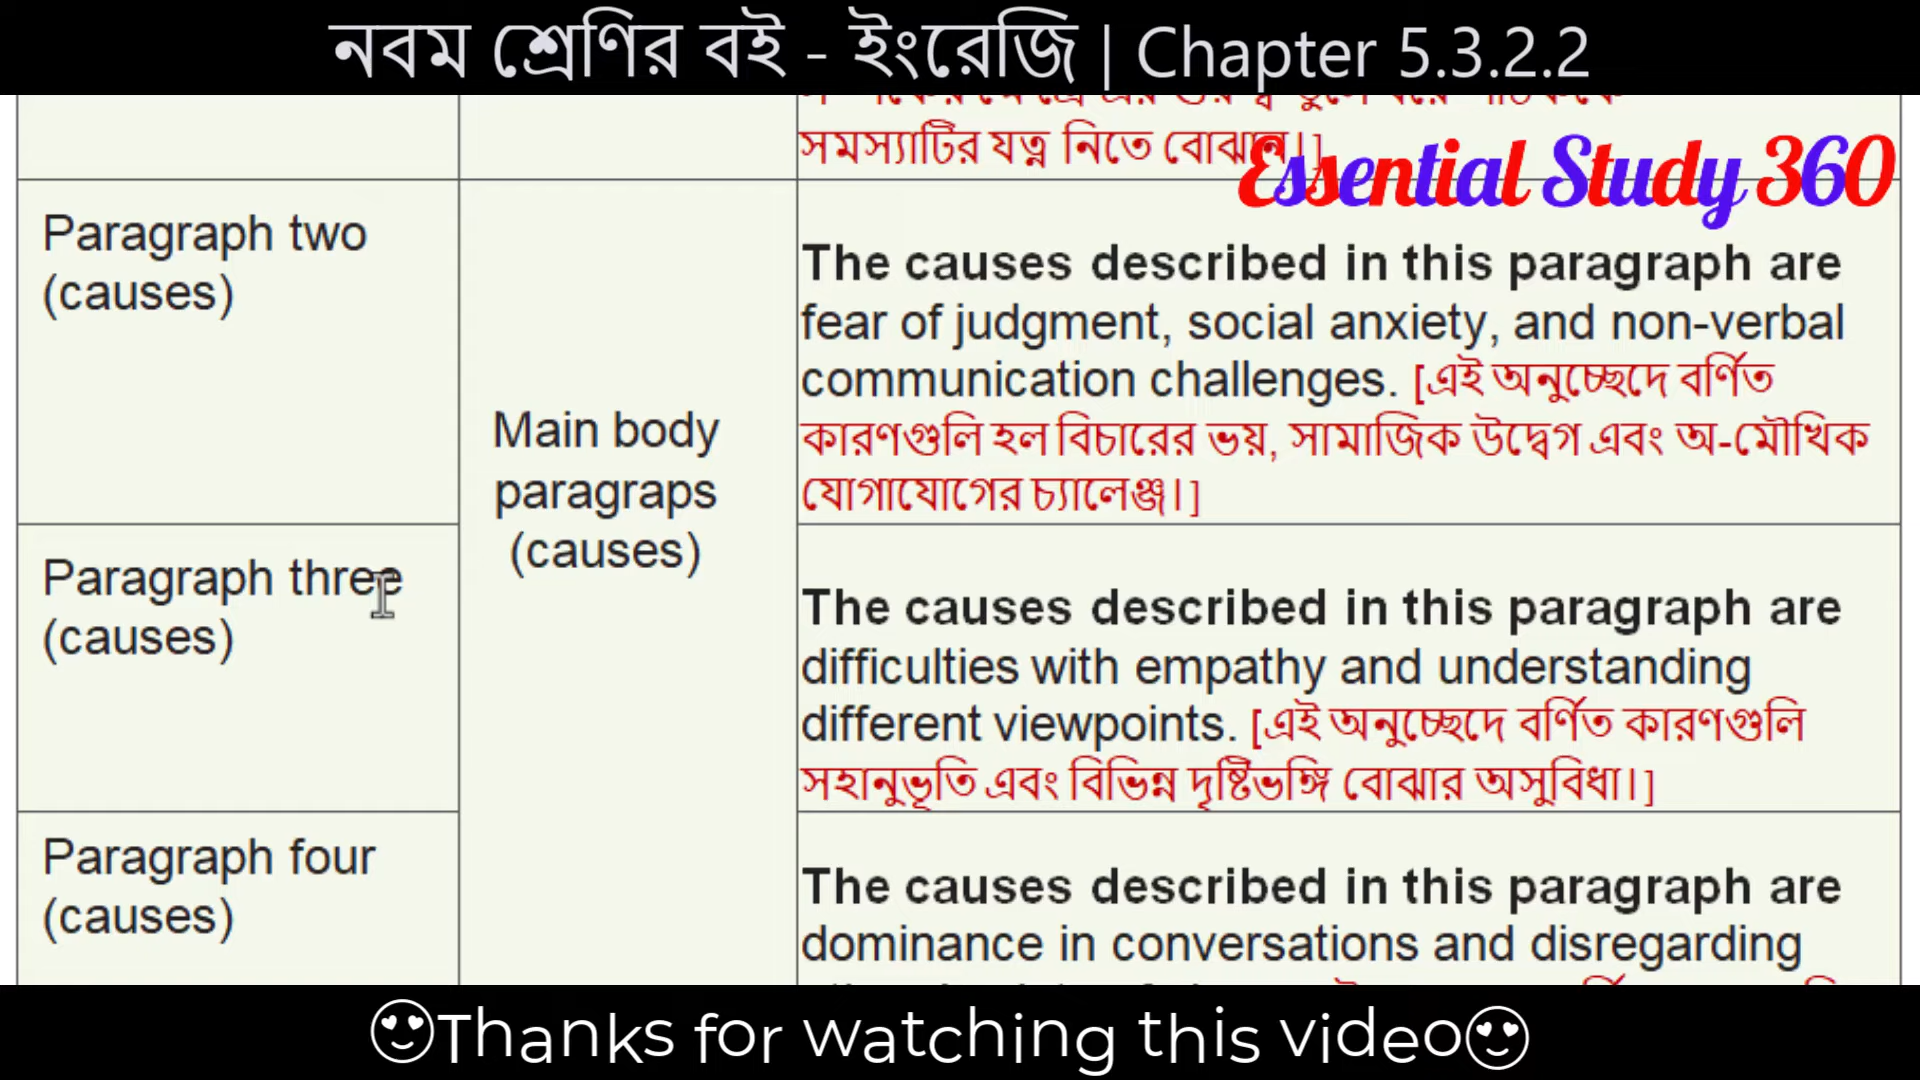 নবম শ্রেণির বই - ইংরেজি | Chapter 5.3.2.2
সমস্যাটির যত্ন নিতে বোঝান।]
Essential Study 360
Paragraph two
(causes)
Main body
paragraps
(causes)
The causes described in this paragraph are
fear of judgment, social anxiety, and non-verbal
communication challenges. [এই অনুচ্ছেদে বর্ণিত
কারণগুলি হল বিচারের ভয়, সামাজিক উদ্বেগ এবং অ-মৌখিক
যোগাযোগের চ্যালেঞ্জ।]
Paragraph three
(causes)
The causes described in this paragraph are
difficulties with empathy and understanding
different viewpoints. [এই অনুচ্ছেদে বর্ণিত কারণগুলি
সহানুভূতি এবং বিভিন্ন দৃষ্টিভঙ্গি বোঝার অসুবিধা।]
Paragraph four
(causes)
The causes described in this paragraph are
dominance in conversations and disregarding
😍Thanks for watching this video😍